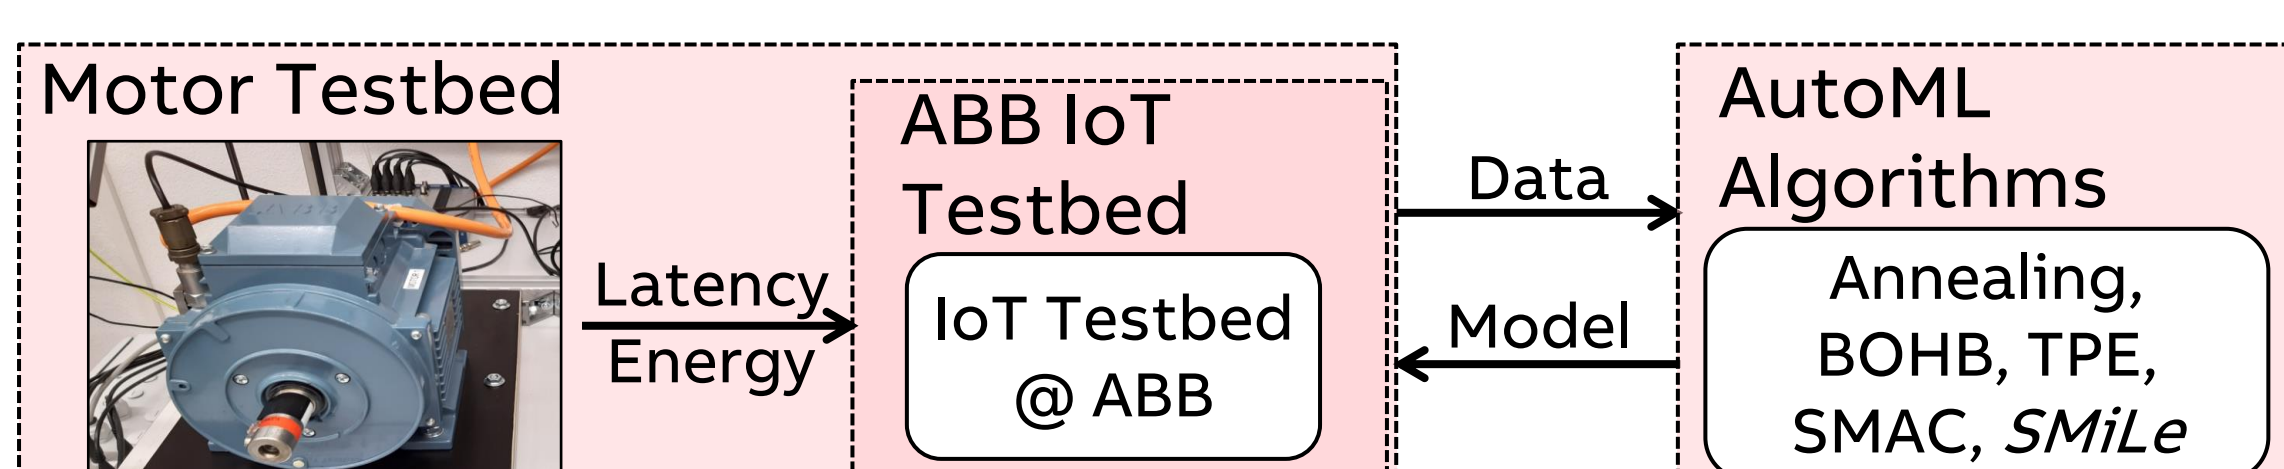 Motor Testbed
Latency
Energy
ABB IoT
Testbed
IoT Testbed
@ ABB
Data
Model
AutoML
Algorithms
Annealing,
BOHB, TPE,
SMAC, SMiLe